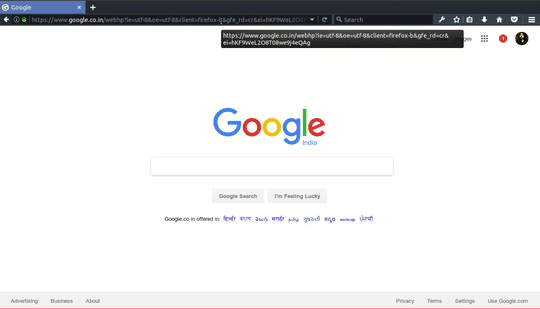 Google
https://www.google.co.in/webhp?ie=utf-8&oe=utf-8&client=firefox-b&gfe_rd=cr&ei=hKF9WeL2O8T08we
Search
https://www.google.co.in/webhp?ie=utf-8&oe=utf-8&client=firefox-b&gfe_rd=cr&
ei=hKF9WeL2O8T08we9j4eQAg
Google
India
Google Search
I'm Feeling Lucky
Google.co.in offered in: हिन्दी বাংলা తెలుగు मराठी தமிழ் ગુજરાતી ಕನ್ನಡ മലയാളം ਪੰਜਾਬੀ
Advertising Business About Privacy Terms Settings Use Google.com